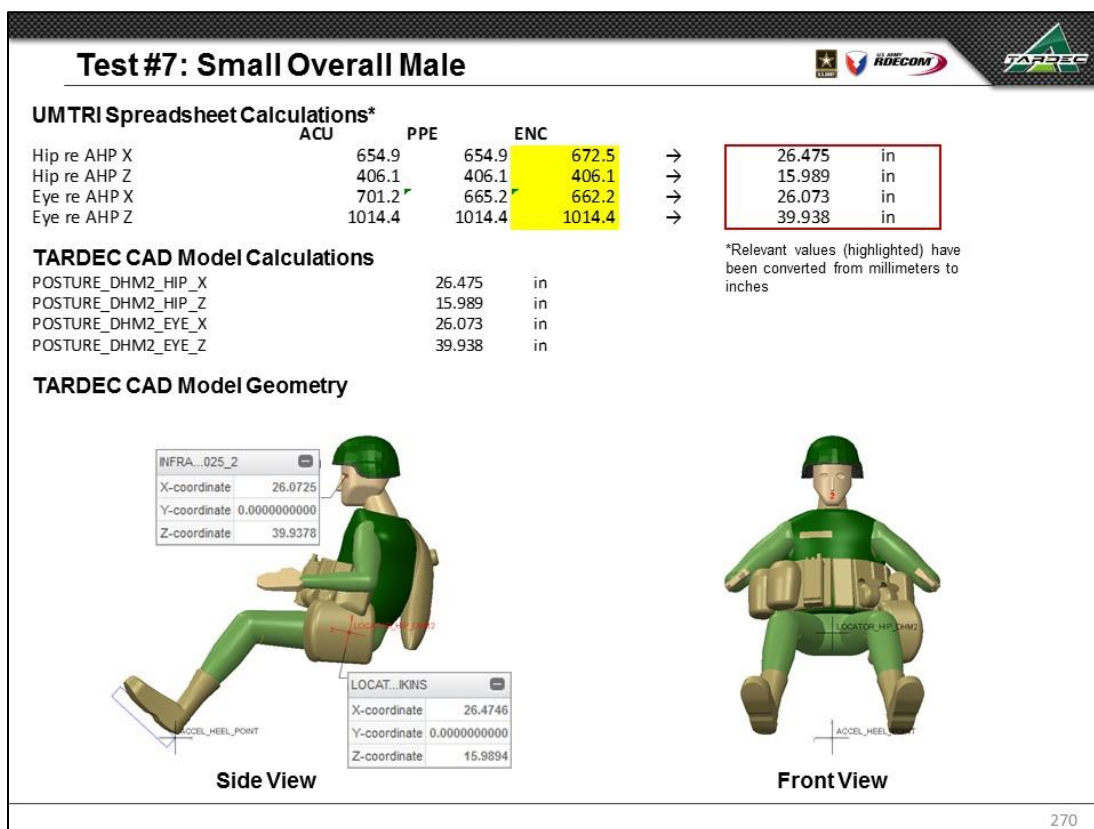 Test #7: Small Overall Male
U.S. ARMY
U.S. ARMY
RDECOM
TARDEC
UMTRI Spreadsheet Calculations*
ACU PPE ENC
Hip re AHP X 654.9 654.9 672.5 → 26.475 in
Hip re AHP Z 406.1 406.1 406.1 → 15.989 in
Eye re AHP X 701.2 665.2 662.2 → 26.073 in
Eye re AHP Z 1014.4 1014.4 1014.4 → 39.938 in
*Relevant values (highlighted) have
been converted from millimeters to
inches
TARDEC CAD Model Calculations
POSTURE_DHM2_HIP_X 26.475 in
POSTURE_DHM2_HIP_Z 15.989 in
POSTURE_DHM2_EYE_X 26.073 in
POSTURE_DHM2_EYE_Z 39.938 in
TARDEC CAD Model Geometry
INFRA...025_2
X-coordinate 26.0725
Y-coordinate 0.0000000000
Z-coordinate 39.9378
2
LOCATOR_HIP_DHM2
LOCATOR_HIP_DHM2
LOCAT...IKINS
X-coordinate 26.4746
Y-coordinate 0.0000000000
Z-coordinate 15.9894
ACCEL_HEEL_POINT
ACCEL_HEEL_POINT
Side View
Front View
270